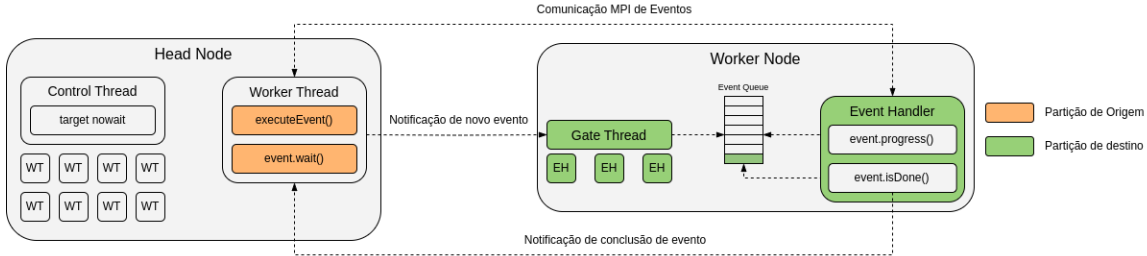 Comunicação MPI de Eventos
Head Node
Control Thread
target nowait
WT WT WT WT
WT WT WT WT
Worker Thread
executeEvent()
event.wait()
Notificação de novo evento
Worker Node
Gate Thread
EH EH EH
Event Queue
Event Handler
event.progress()
event.isDone()
Partição de Origem
Partição de destino
Notificação de conclusão de evento